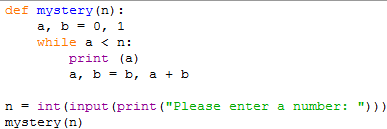 def mystery(n):
    a, b = 0, 1
    while a < n:
        print (a)
        a, b = b, a + b
n = int(input(print("Please enter a number: ")))
mystery(n)